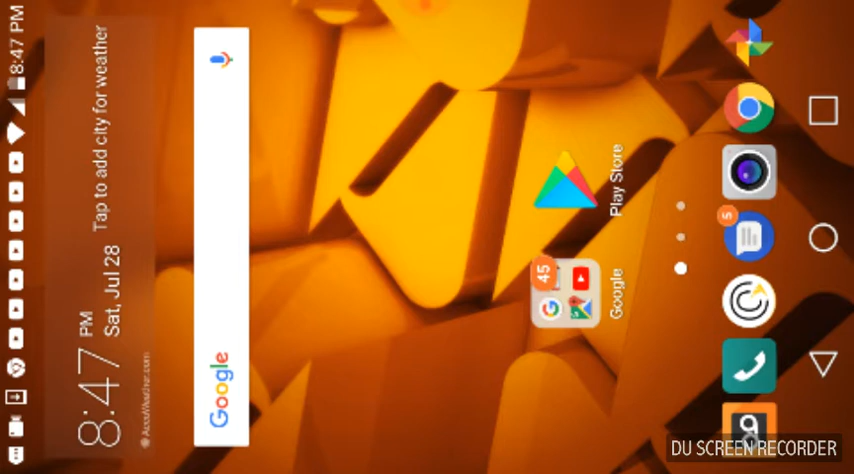 8:47 PM
8:47 PM
Sat, Jul 28
Tap to add city for weather
AccuWeather.com
Google
Play Store
45
Google
5
DU SCREEN RECORDER